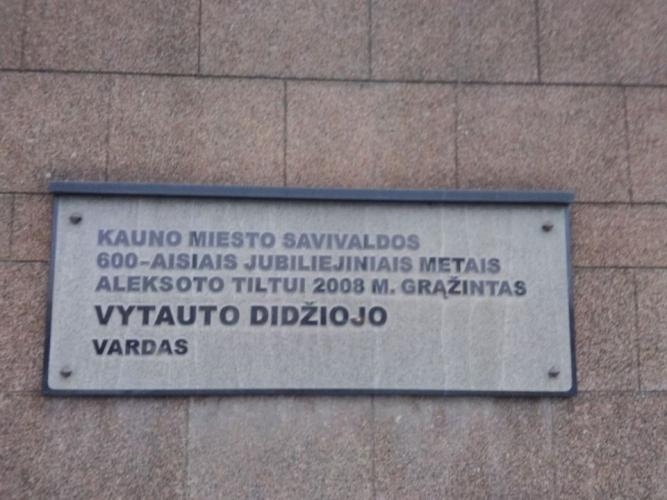 KAUNO MIESTO SAVIVALDOS
600-AISIAIS JUBILIEJINIAIS METAIS
ALEKSOTO TILTUI 2008 M. GRĄŽINTAS
VYTAUTO DIDŽIOJO
VARDAS